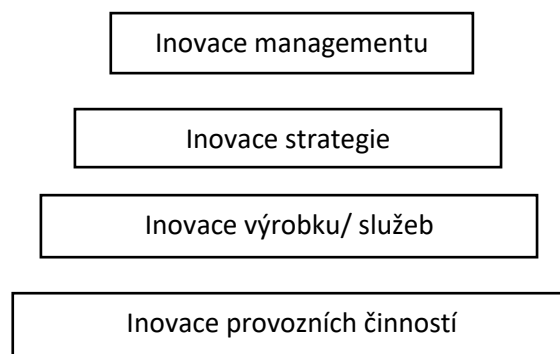 Inovace managementu
Inovace strategie
Inovace výrobku/ služeb
Inovace provozních činností